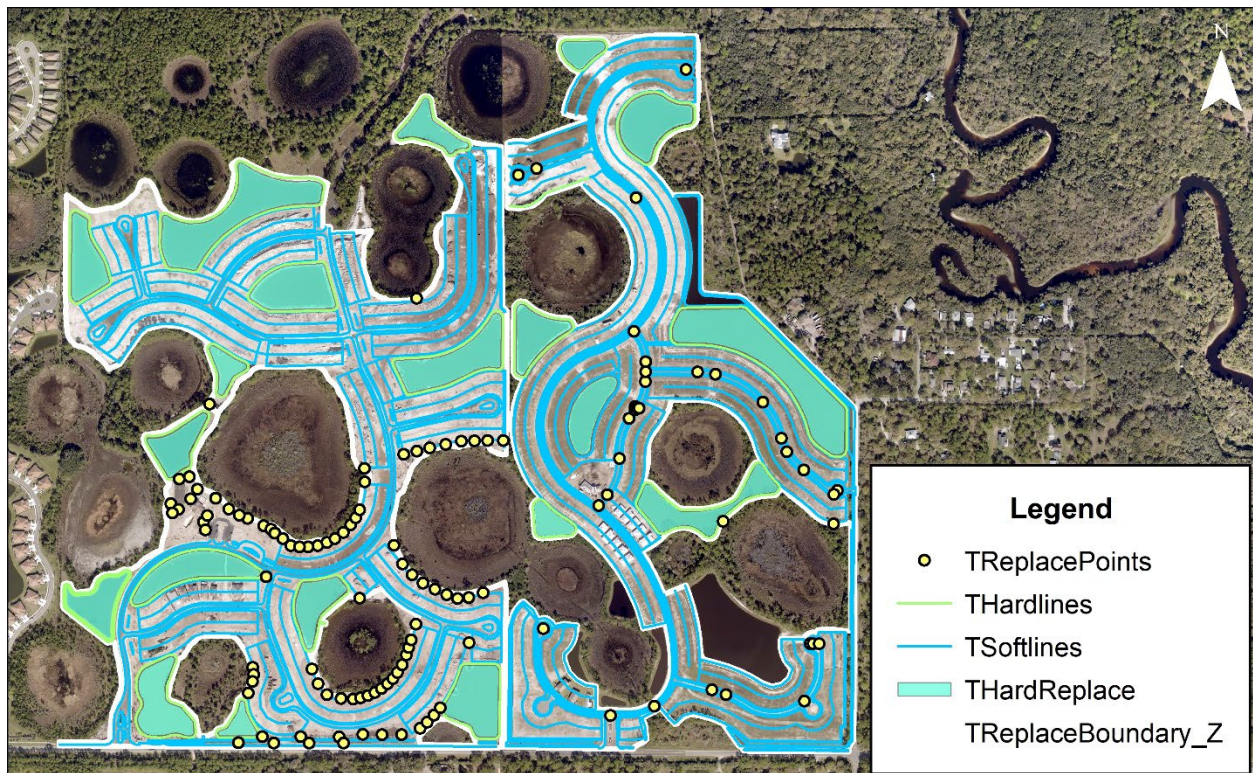 N
Legend
TReplacePoints
THardlines
TSoftlines
THardReplace
TReplaceBoundary_Z